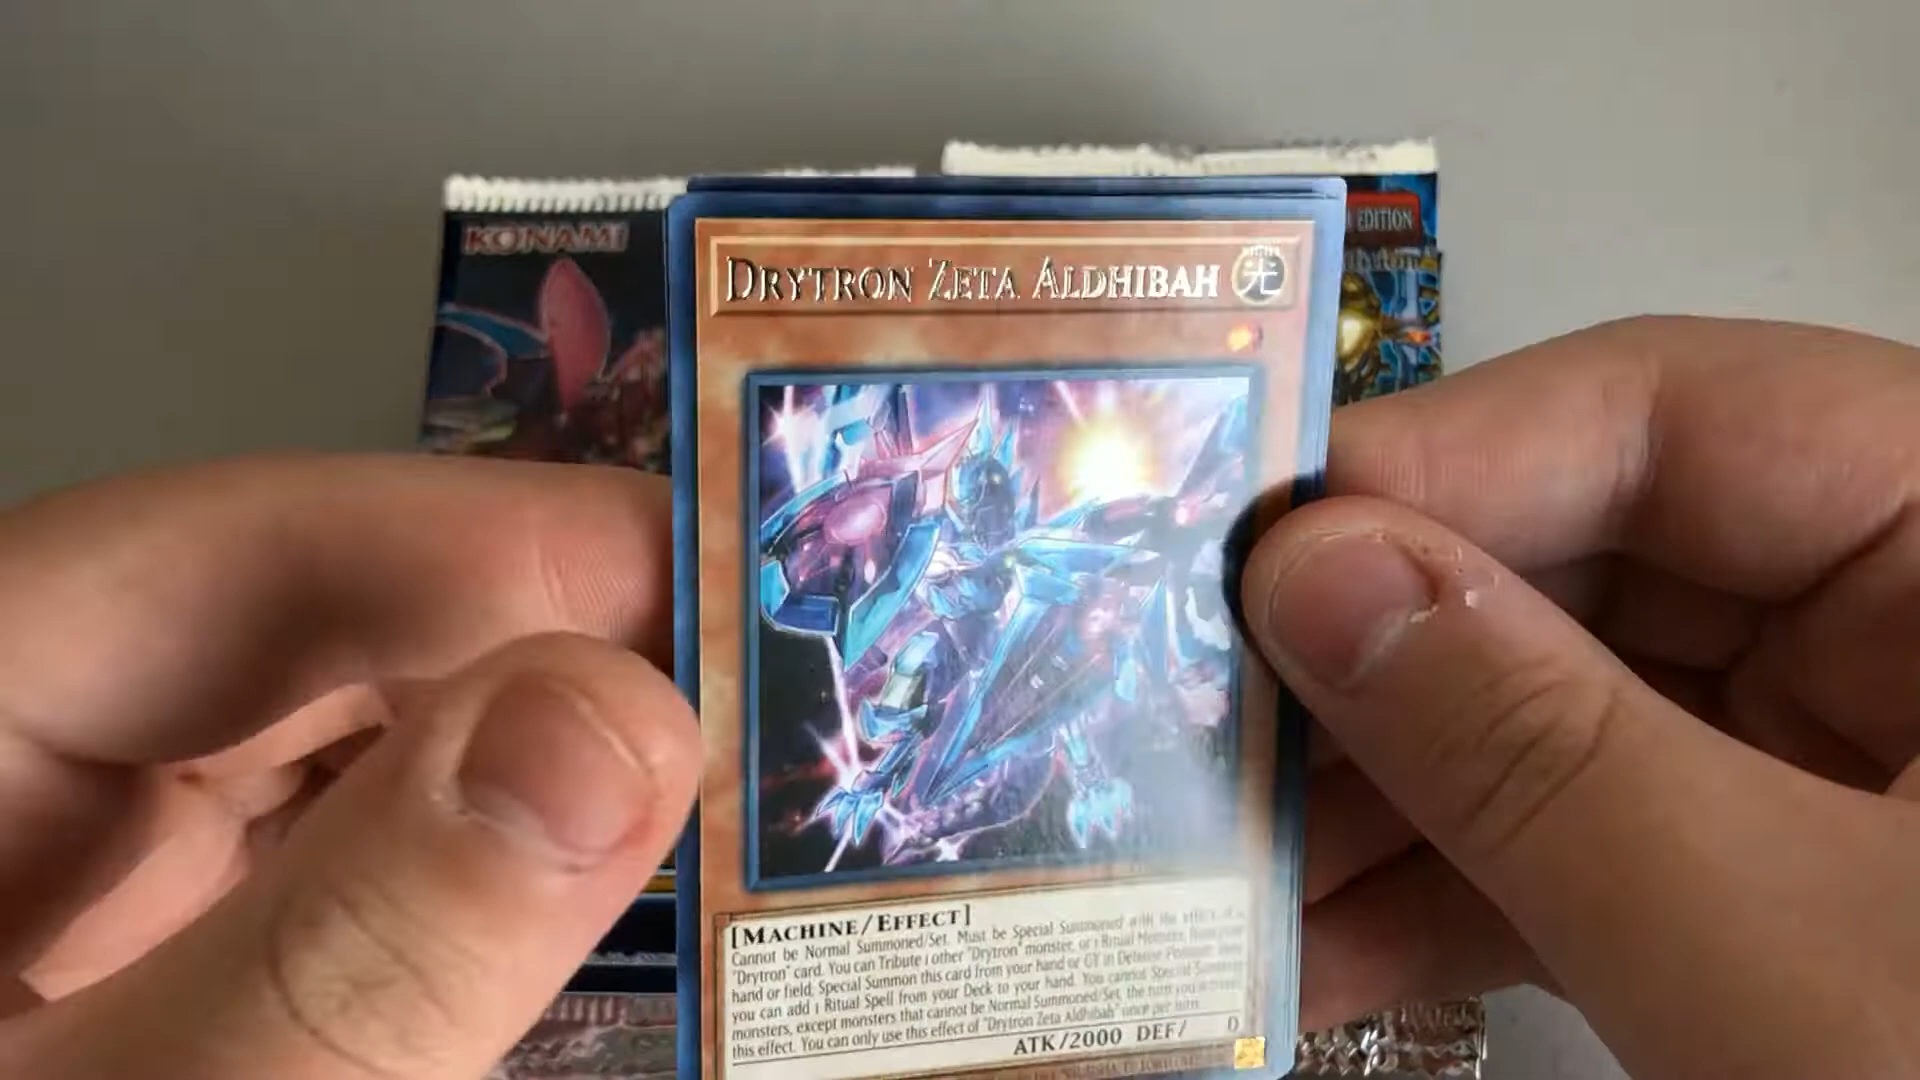 KONAMI
EDITION
DRYTRON ZETA ALDHIBAH
光
[MACHINE/EFFECT]
Cannot be Normal Summoned/Set. Must be Special Summoned with the effect of a
"Drytron" card. You can Tribute 1 other "Drytron" monster, or 1 Ritual Monster, from your
hand or field; Special Summon this card from your hand or GY in Defense Position, then
you can add 1 Ritual Spell from your Deck to your hand. You cannot Special Summon
monsters, except monsters that cannot be Normal Summoned/Set, the turn you activate
this effect. You can only use this effect of "Drytron Zeta Aldhibah" once per turn.
ATK/2000 DEF/ 0